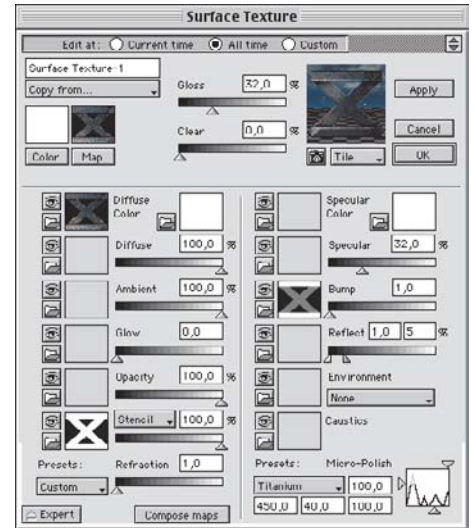 Surface Texture
Edit at: Current time All time Custom
Surface Texture-1
Copy from...
Gloss 32,0 %
Clear 0,0 %
Apply
Cancel
OK
Color Map
Tile
Diffuse Color
Diffuse 100,0 %
Ambient 100,0 %
Glow 0,0
Opacity 100,0 %
Stencil 100,0 %
Presets: Refraction 1,0
Custom
Expert Compose maps
Specular Color
Specular 32,0 %
Bump 1,0
Reflect 1,0 5 %
Environment
None
Caustics
Presets: Micro-Polish
Titanium 100,0
450,0 40,0 100,0